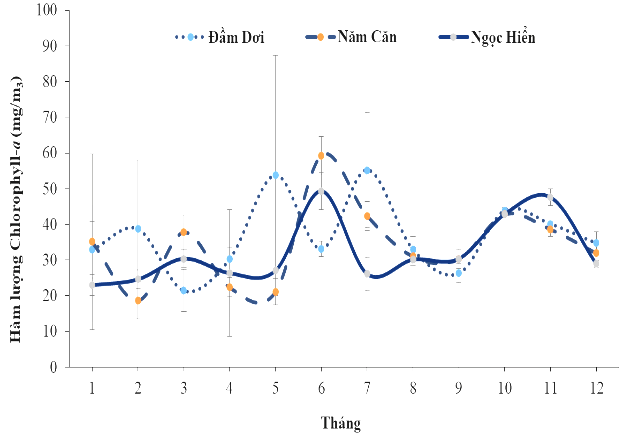 Đầm Dơi Năm Căn Ngọc Hiển
Hàm lượng Chlorophyll-a (mg/m3)
100
90
80
70
60
50
40
30
20
10
0
1 2 3 4 5 6 7 8 9 10 11 12
Tháng